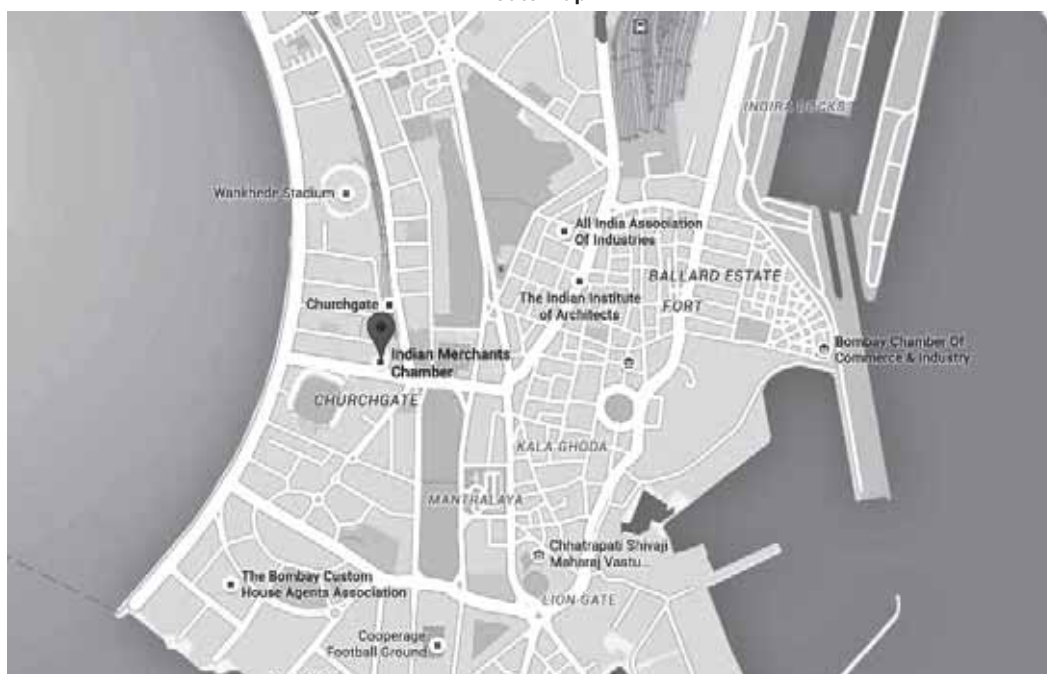 INDIRA DOCKS
Wankhede Stadium
All India Association
Of Industries
BALLARD ESTATE
Churchgate
The Indian Institute
of Architects
FORT
Indian Merchants
Chamber
Bombay Chamber Of
Commerce & Industry
CHURCHGATE
KALA GHODA
MANTRALAYA
Chhatrapati Shivaji
Maharaj Vastu...
The Bombay Custom
House Agents Association
LION GATE
Cooperage
Football Ground